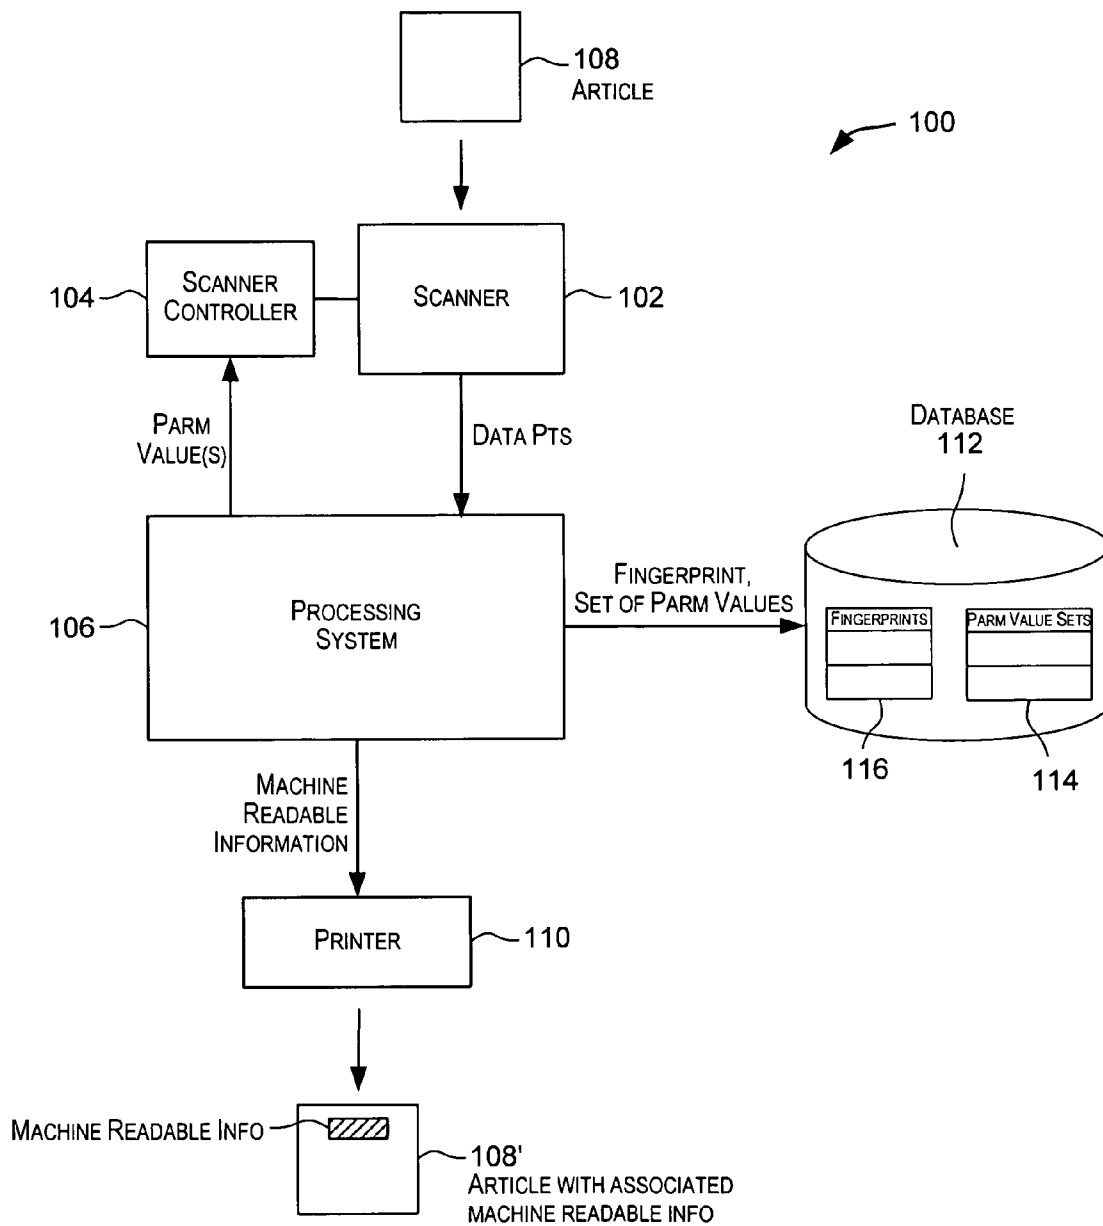 108
ARTICLE
100
SCANNER
CONTROLLER
104
SCANNER
102
PARM
VALUE(S)
DATA PTS
DATABASE
112
PROCESSING
SYSTEM
106
FINGERPRINT,
SET OF PARM VALUES
FINGERPRINTS
PARM VALUE SETS
116
114
MACHINE
READABLE
INFORMATION
PRINTER
110
MACHINE READABLE INFO
108'
ARTICLE WITH ASSOCIATED
MACHINE READABLE INFO